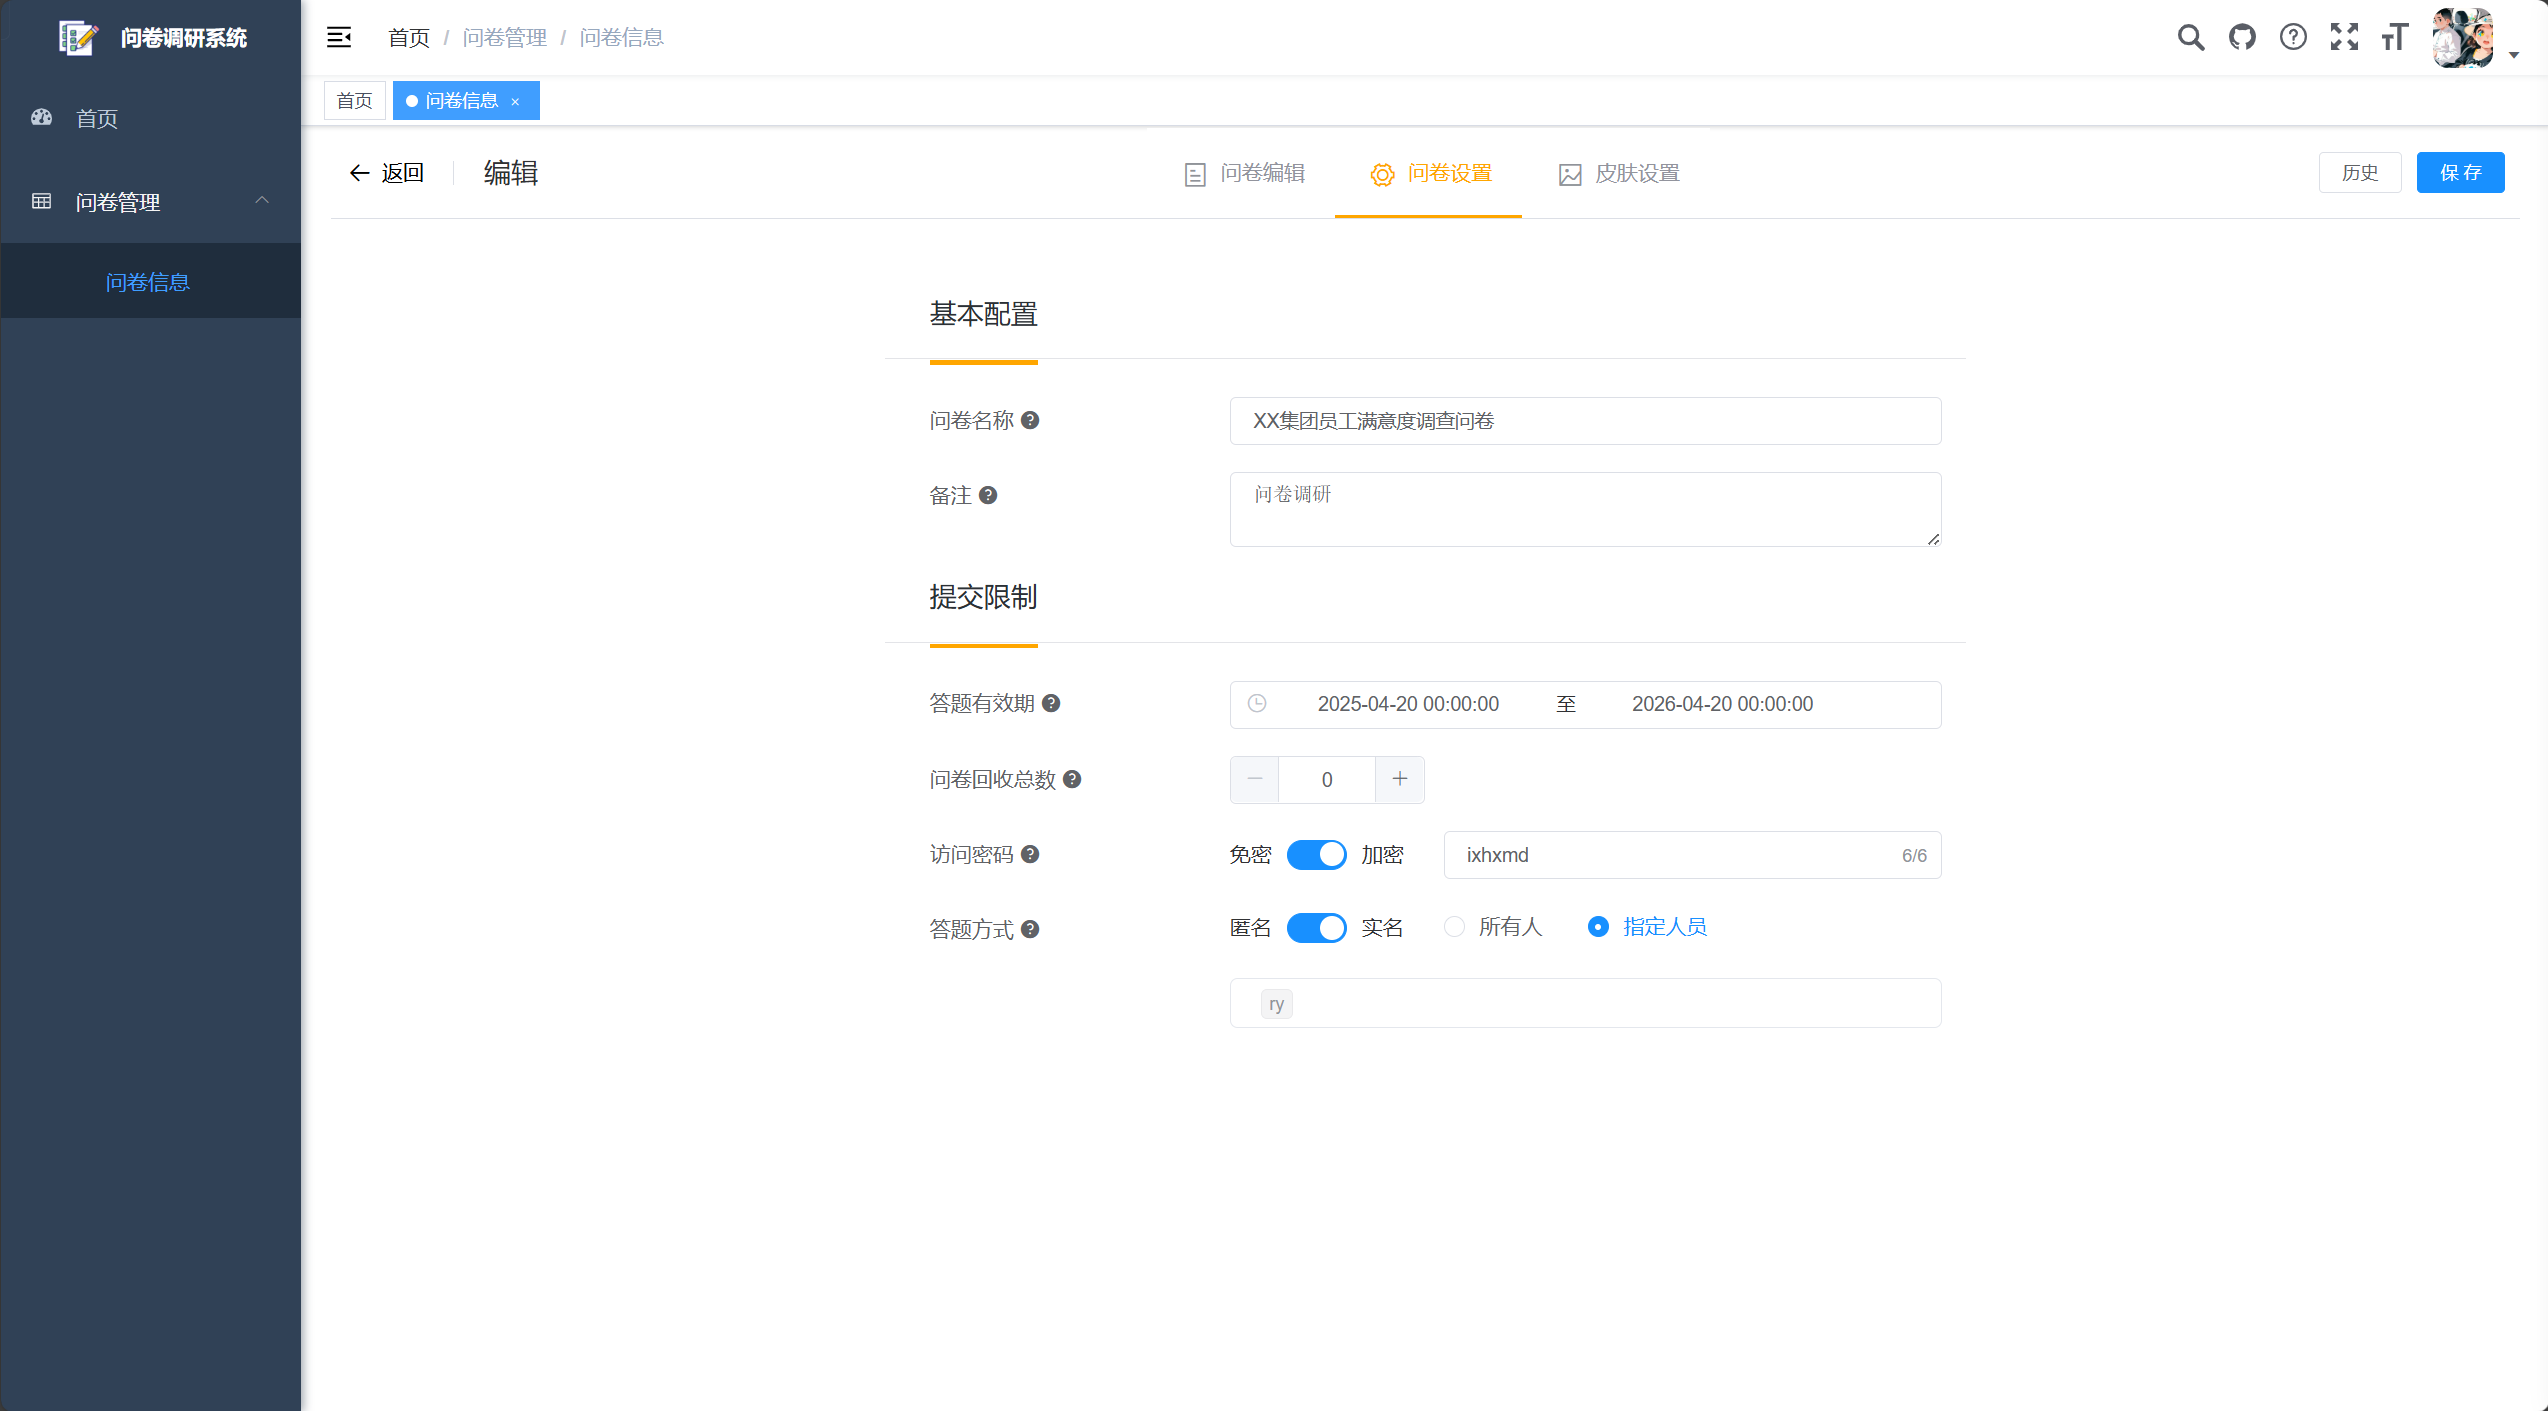 问卷调研系统
首页 / 问卷管理 / 问卷信息
首页
问卷管理
问卷信息
首页
问卷信息 ×
返回
编辑
问卷编辑
问卷设置
皮肤设置
历史
保 存
基本配置
问卷名称
XX集团员工满意度调查问卷
备注
问卷调研
提交限制
答题有效期
2025-04-20 00:00:00 至 2026-04-20 00:00:00
问卷回收总数
0
访问密码
免密 加密 ixhxmd 6/6
答题方式
匿名 实名 所有人 指定人员
ry